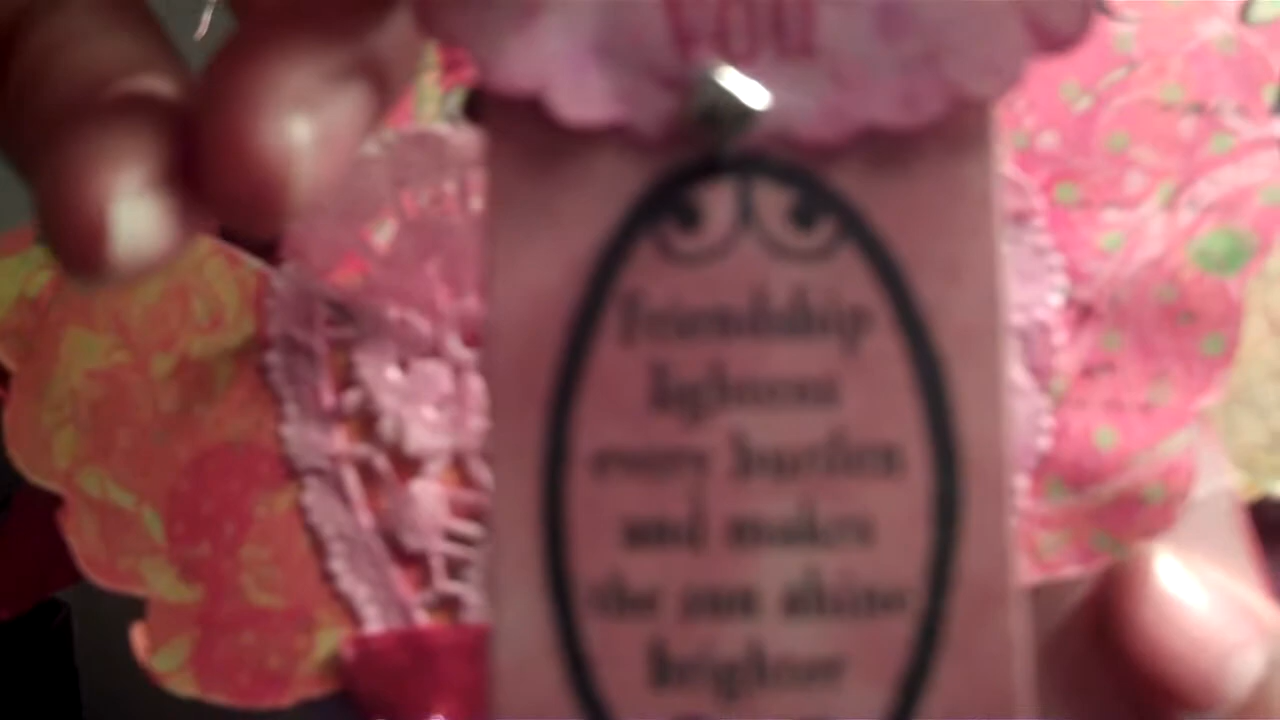 YOU
Friendship
lightens
every burden
and makes
the sun shine
brighter